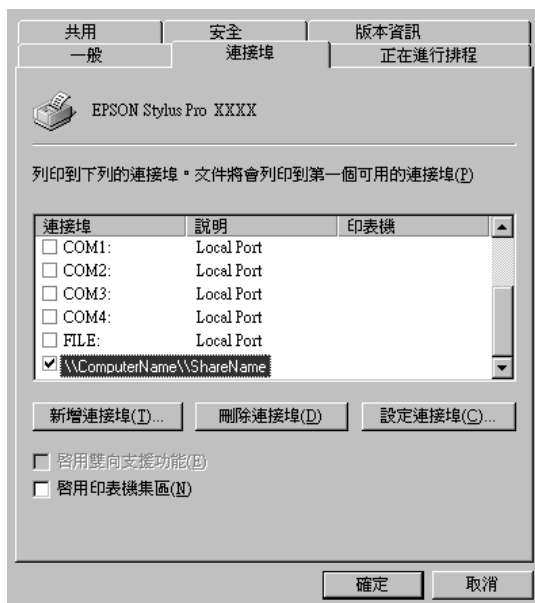 共用 安全 版本資訊
一般 連接埠 正在進行排程
EPSON Stylus Pro XXXX
列印到下列的連接埠。文件將會列印到第一個可用的連接埠(P)
連接埠 說明 印表機
COM1: Local Port
COM2: Local Port
COM3: Local Port
COM4: Local Port
FILE: Local Port
\\ComputerName\\ShareName
新增連接埠(T)... 刪除連接埠(D) 設定連接埠(C)...
啓用雙向支援功能(E)
啓用印表機集區(N)
確定 取消